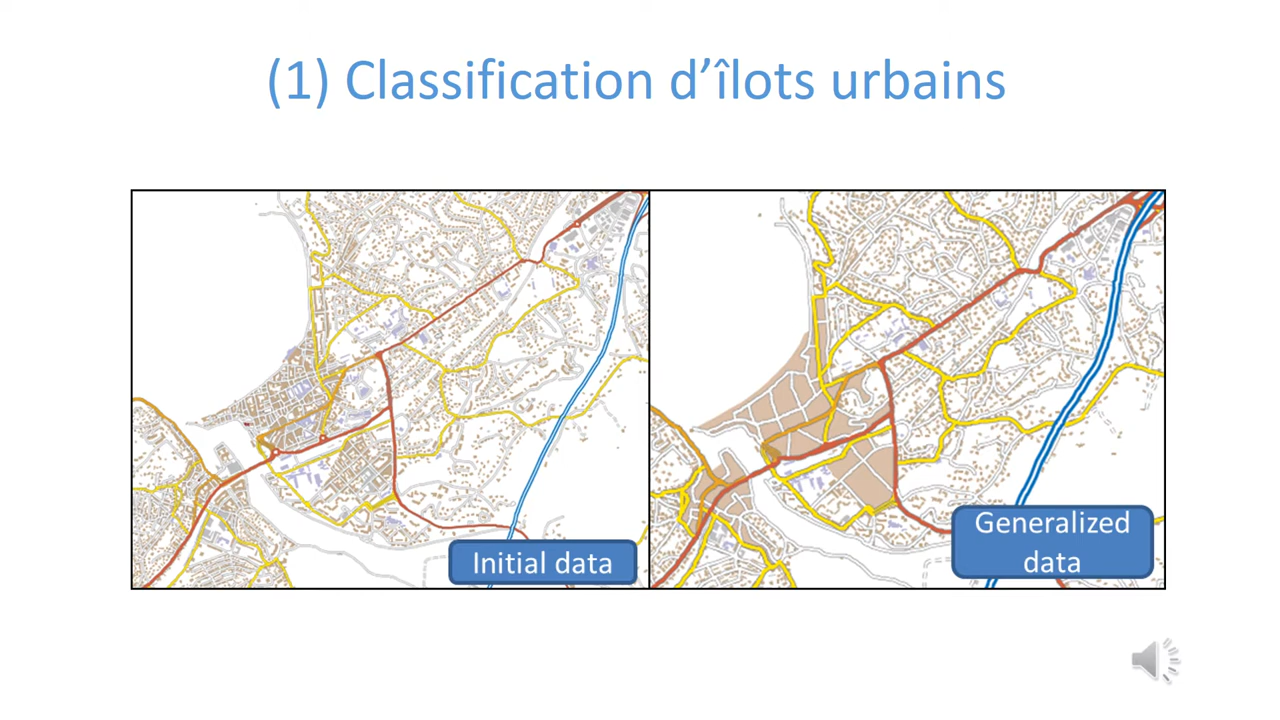 (1) Classification d’îlots urbains
Initial data
Generalized
data